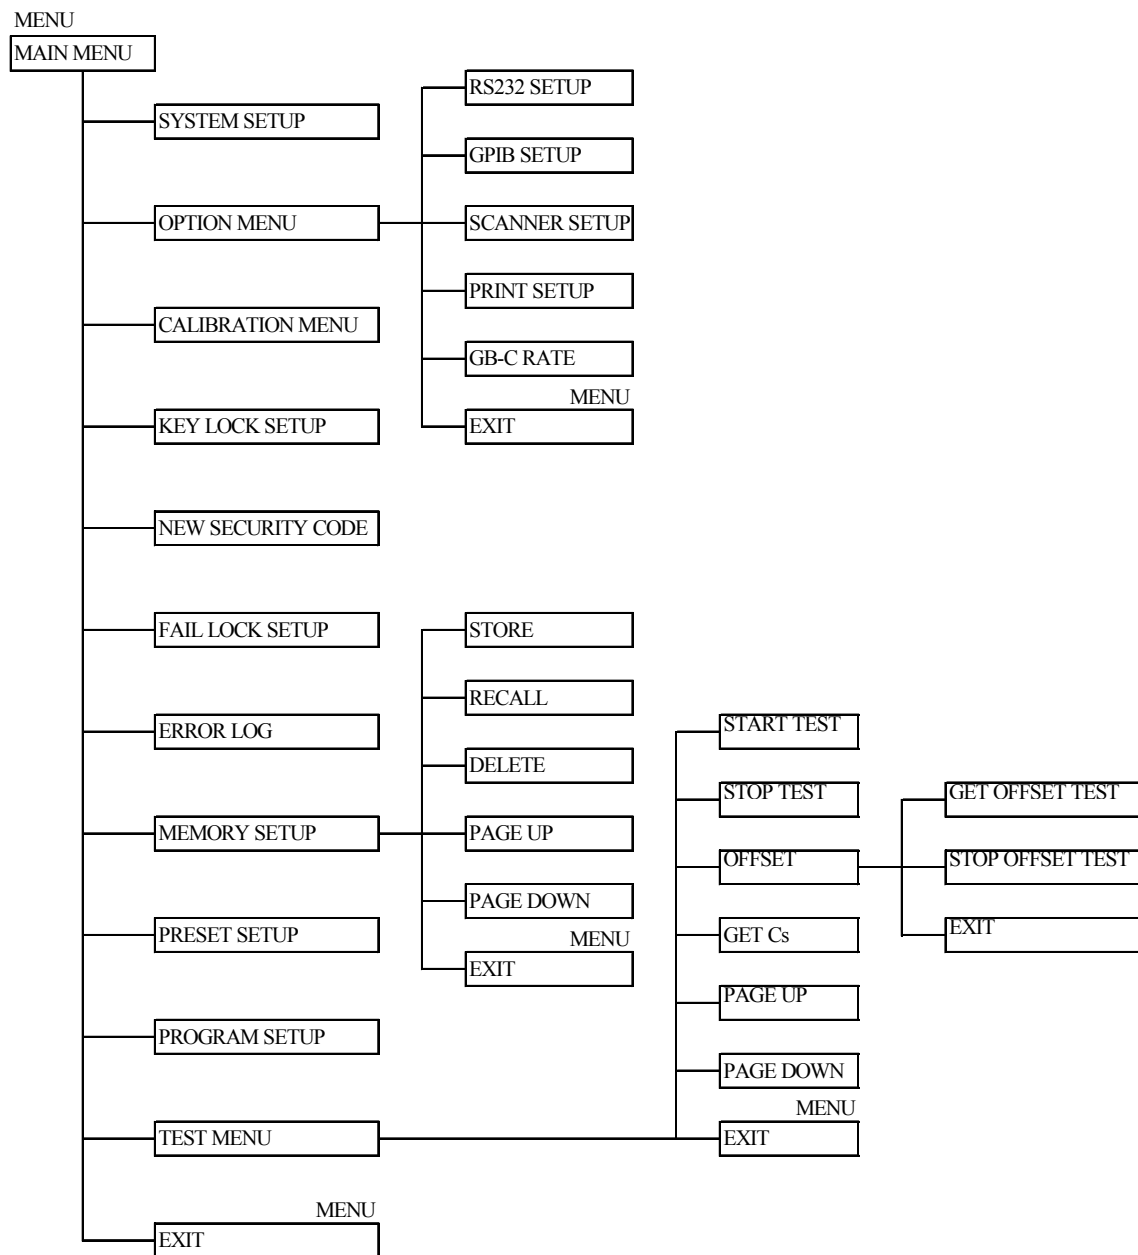 MENU
MAIN MENU
SYSTEM SETUP
OPTION MENU
RS232 SETUP
GPIB SETUP
SCANNER SETUP
PRINT SETUP
GB-C RATE
MENU
EXIT
CALIBRATION MENU
KEY LOCK SETUP
NEW SECURITY CODE
FAIL LOCK SETUP
ERROR LOG
MEMORY SETUP
STORE
RECALL
DELETE
PAGE UP
PAGE DOWN
MENU
EXIT
PRESET SETUP
PROGRAM SETUP
TEST MENU
START TEST
STOP TEST
OFFSET
GET OFFSET TEST
STOP OFFSET TEST
EXIT
GET Cs
PAGE UP
PAGE DOWN
MENU
EXIT
MENU
EXIT